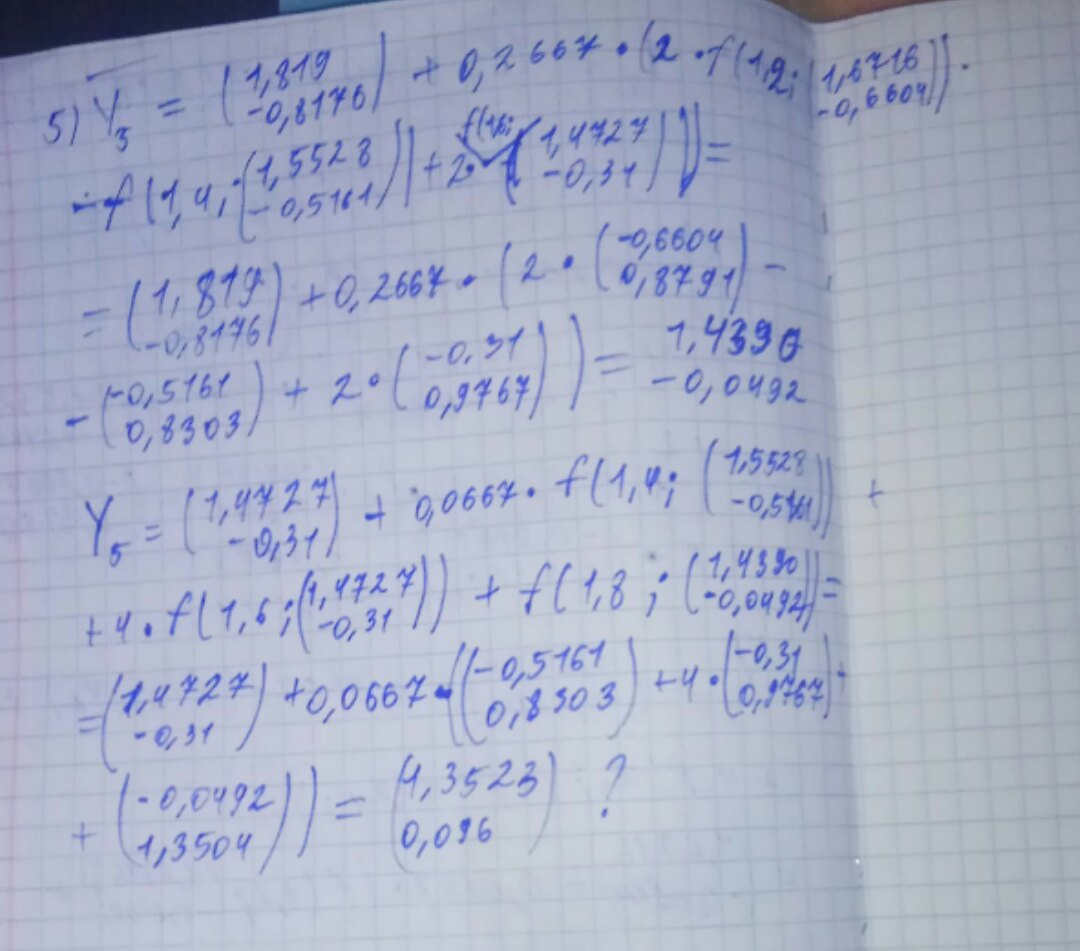 5) Y̅₅ = (1,819 -0,8176) + 0,2667 · (2 · f(1,2; (1,6716 -0,6604)) ·
- f(1,4; (1,5528 -0,5161)) + 2 · f(1,6; (1,4727 -0,31))) =
= (1,819 -0,8176) + 0,2667 · (2 · (-0,6604 0,8791) -
- (-0,5161 0,8303) + 2 · (-0,31 0,9767)) = 1,4390 -0,0492
Y₅ = (1,4727 -0,31) + 0,0667 · f(1,4; (1,5528 -0,5161)) +
+ 4 · f(1,6; (1,4727 -0,31)) + f(1,8; (1,4390 -0,0492)) =
= (1,4727 -0,31) + 0,0667 · ((-0,5161 0,8303) + 4 · (-0,31 0,9767) +
+ (-0,0492 1,3504)) = (1,3523 0,096) ?